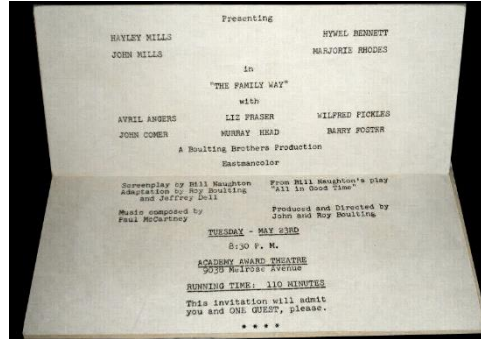 Presenting
HAYLEY MILLS HYWEL BENNETT
JOHN MILLS MARJORIE RHODES
in
"THE FAMILY WAY"
with
AVRIL ANGERS LIZ FRASER WILFRED PICKLES
JOHN COMER MURRAY HEAD BARRY FOSTER
A Boulting Brothers Production
Eastmancolor
Screenplay by Bill Naughton From Bill Naughton's play
Adaptation by Roy Boulting "All in Good Time"
and Jeffrey Dell
Music composed by Produced and Directed by
Paul McCartney John and Roy Boulting
TUESDAY - MAY 23RD
8:30 P. M.
ACADEMY AWARD THEATRE
9038 Melrose Avenue
RUNNING TIME: 110 MINUTES
This invitation will admit
you and ONE GUEST, please.
* * * *